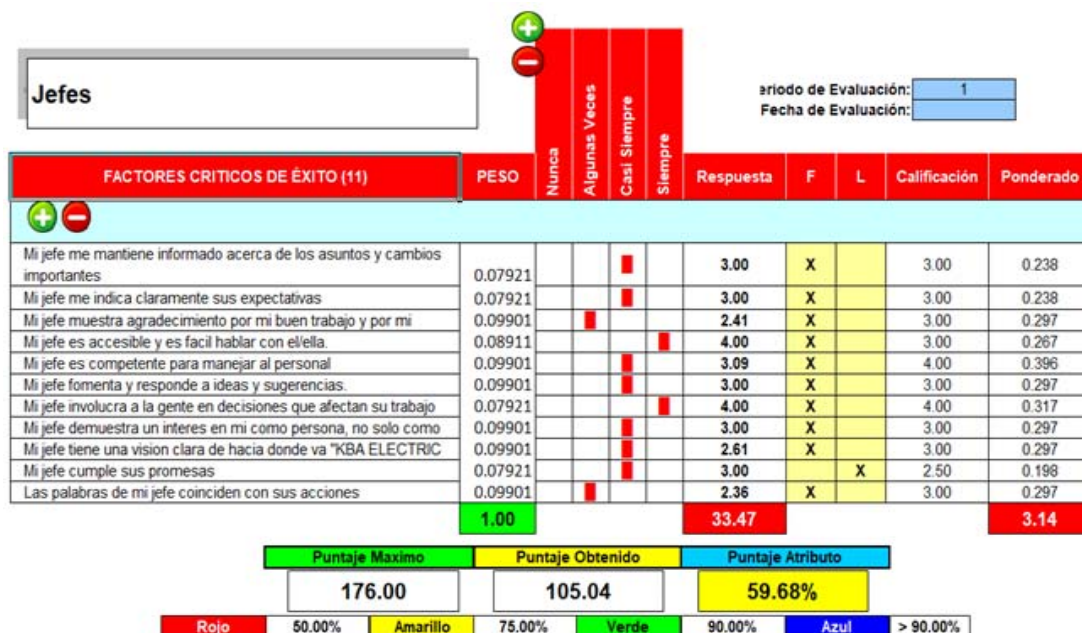 Jefes
eriodo de Evaluación: 1
Fecha de Evaluación:
FACTORES CRITICOS DE ÉXITO (11) PESO Nunca Algunas Veces Casi Siempre Siempre Respuesta F L Calificación Ponderado
Mi jefe me mantiene informado acerca de los asuntos y cambios
importantes 0.07921 3.00 X 3.00 0.238
Mi jefe me indica claramente sus expectativas 0.07921 3.00 X 3.00 0.238
Mi jefe muestra agradecimiento por mi buen trabajo y por mi 0.09901 2.41 X 3.00 0.297
Mi jefe es accesible y es facil hablar con el/ella. 0.08911 4.00 X 3.00 0.267
Mi jefe es competente para manejar al personal 0.09901 3.09 X 4.00 0.396
Mi jefe fomenta y responde a ideas y sugerencias. 0.09901 3.00 X 3.00 0.297
Mi jefe involucra a la gente en decisiones que afectan su trabajo 0.07921 4.00 X 4.00 0.317
Mi jefe demuestra un interes en mi como persona, no solo como 0.09901 3.00 X 3.00 0.297
Mi jefe tiene una vision clara de hacia donde va "KBA ELECTRIC 0.09901 2.61 X 3.00 0.297
Mi jefe cumple sus promesas 0.07921 3.00 X 2.50 0.198
Las palabras de mi jefe coinciden con sus acciones 0.09901 2.36 X 3.00 0.297
1.00 33.47 3.14
Puntaje Maximo Puntaje Obtenido Puntaje Atributo
176.00 105.04 59.68%
Rojo 50.00% Amarillo 75.00% Verde 90.00% Azul > 90.00%